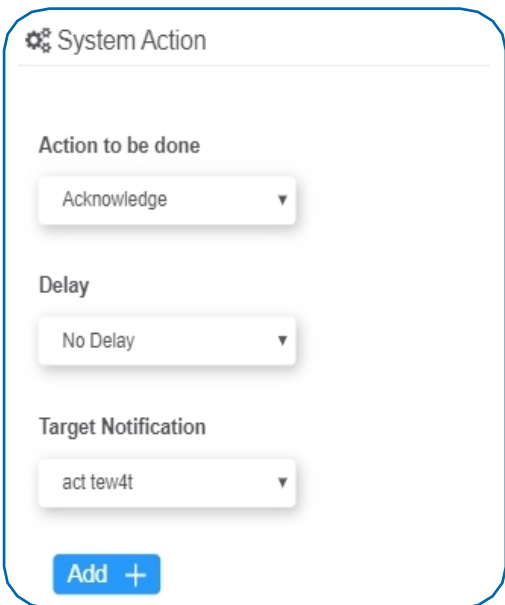 System Action
Action to be done
Acknowledge
Delay
No Delay
Target Notification
act tew4t
Add +